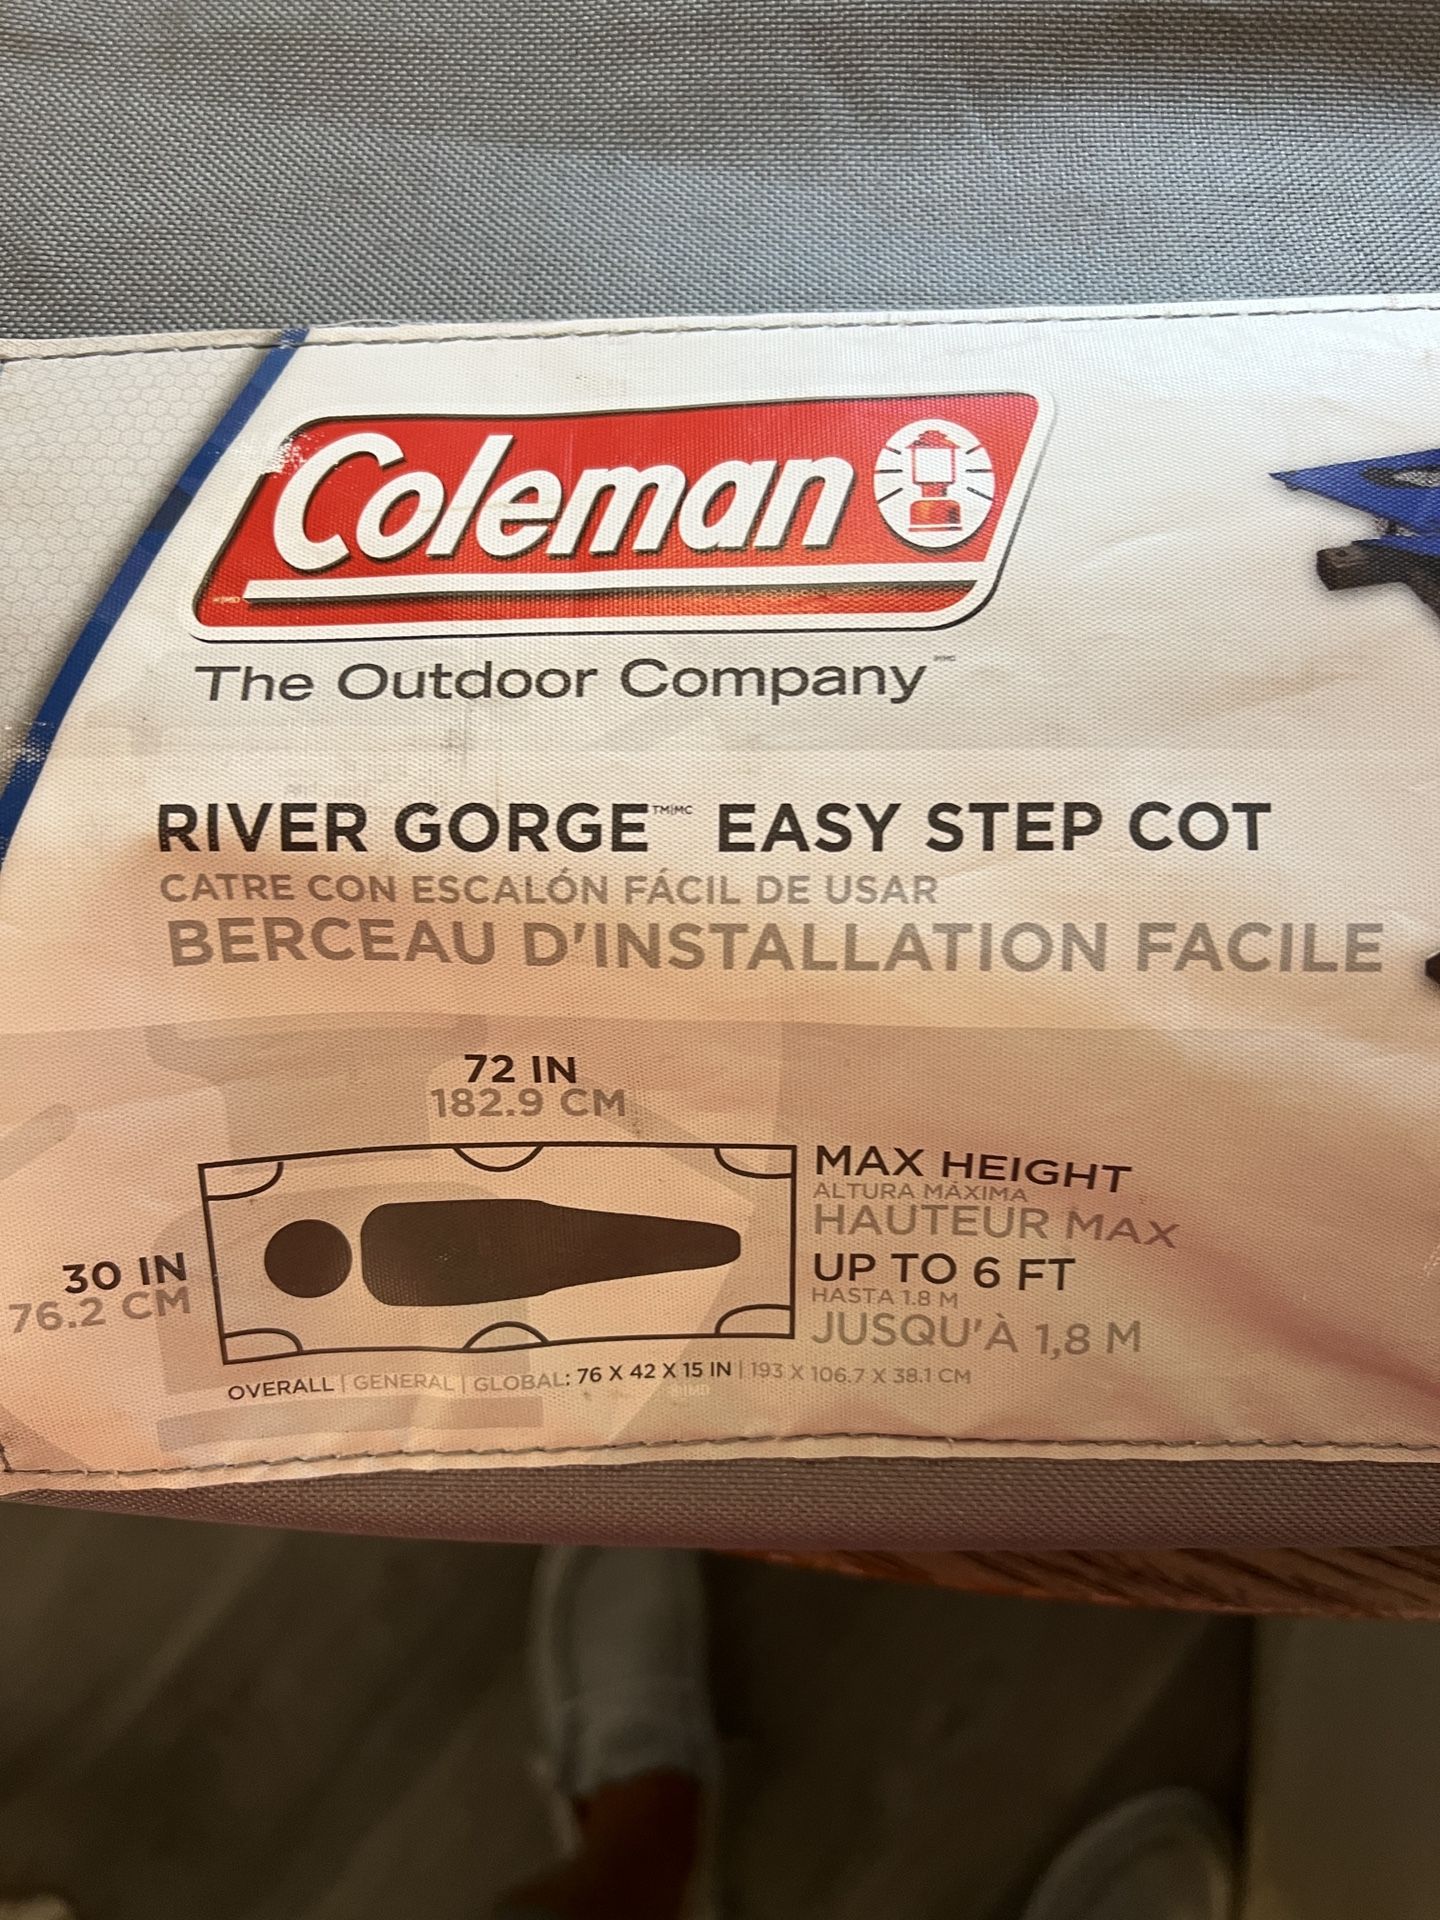 Coleman
The Outdoor Company
RIVER GORGE™/MC EASY STEP COT
CATRE CON ESCALÓN FÁCIL DE USAR
BERCEAU D'INSTALLATION FACILE
72 IN
182.9 CM
30 IN
76.2 CM
MAX HEIGHT
ALTURA MÁXIMA
HAUTEUR MAX
UP TO 6 FT
HASTA 1.8 M
JUSQU'À 1,8 M
OVERALL | GENERAL | GLOBAL: 76 X 42 X 15 IN | 193 X 106.7 X 38.1 CM